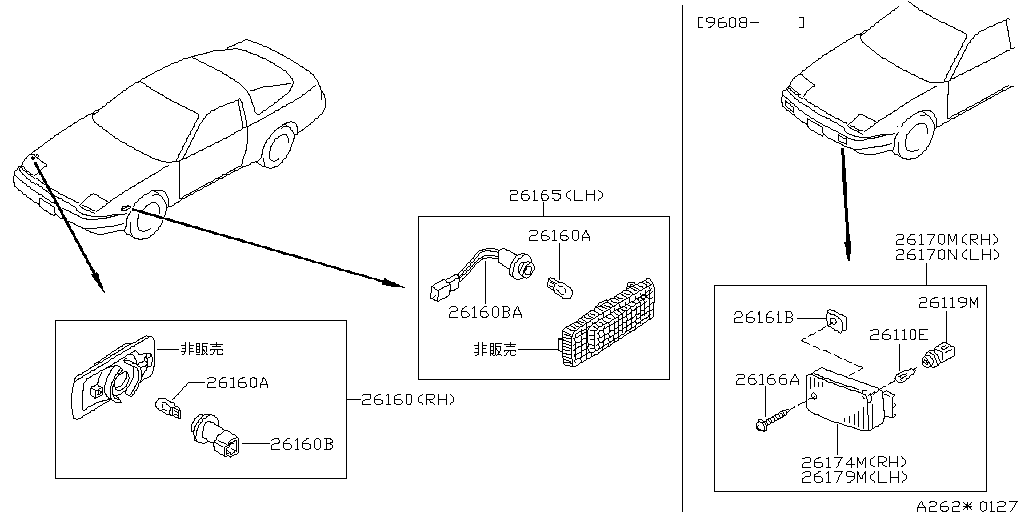 [9608-    ]
26165(LH)
26160A
26160BA
非販売
非販売
26160A
26160(RH)
26160B
26170M(RH)
26170N(LH)
26119M
26161B
26110E
26166A
26174M(RH)
26179M(LH)
A262* 0127